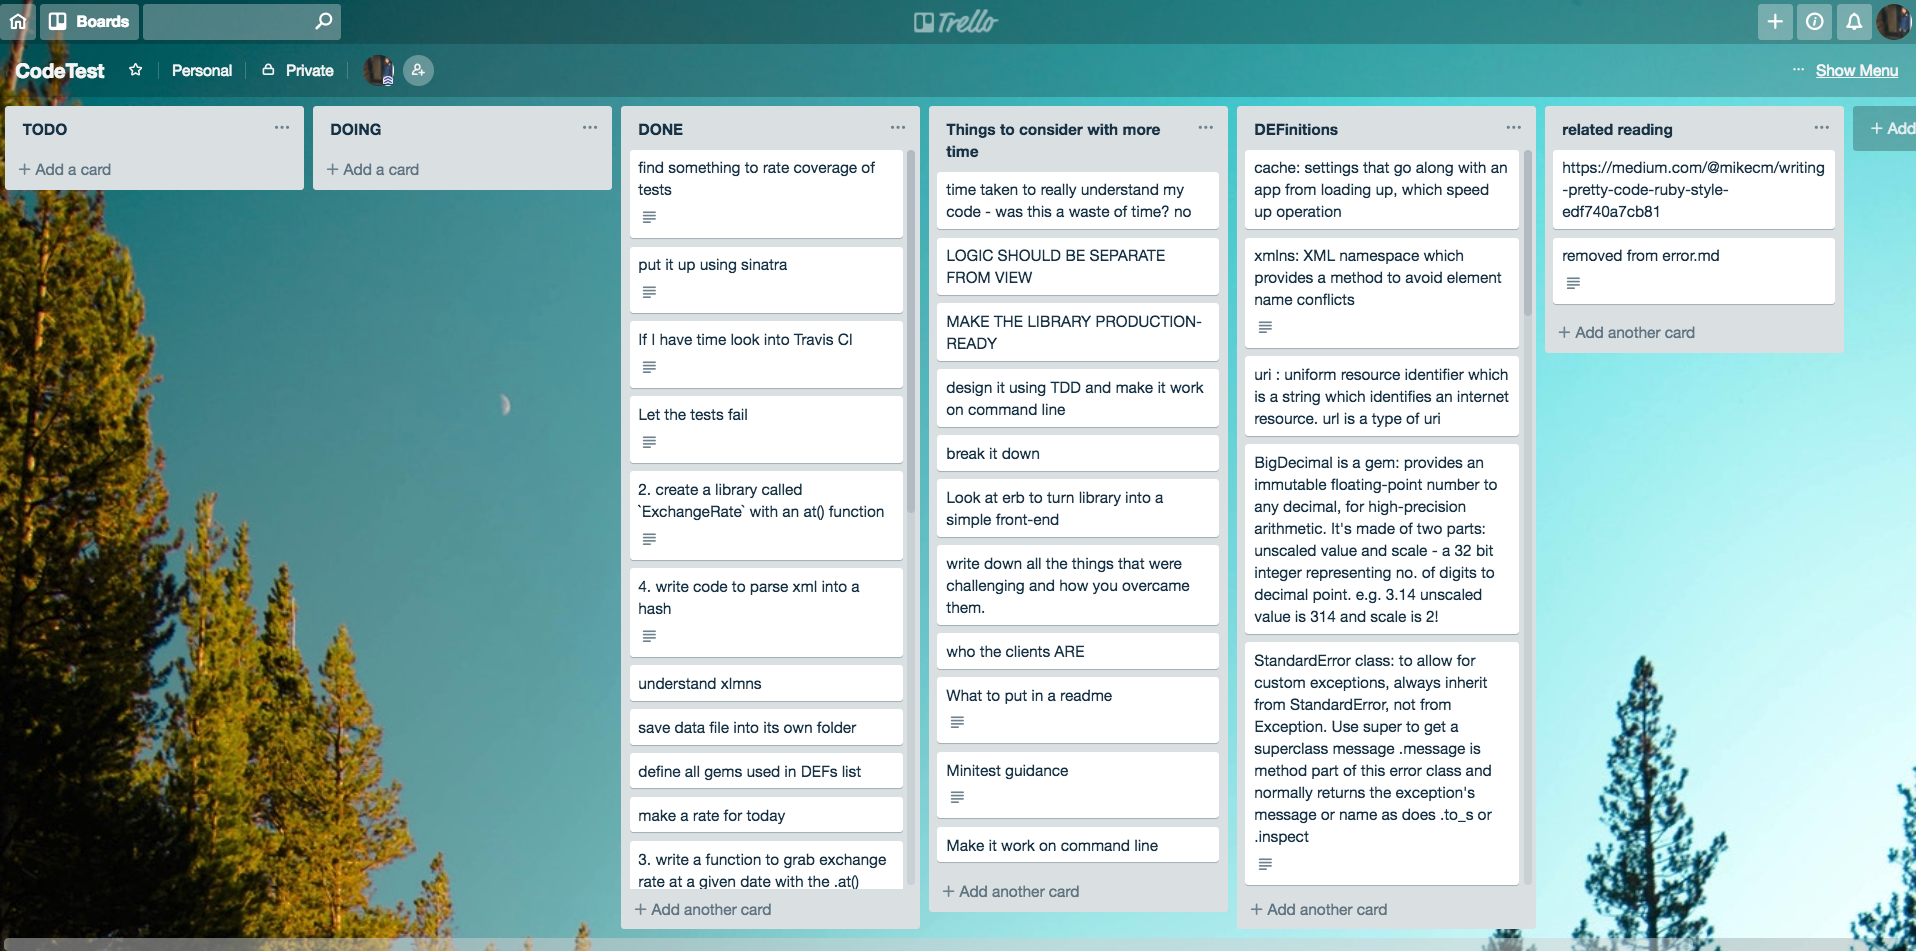 Boards
Trello
CodeTest
Personal
Private
Show Menu
TODO
+ Add a card
DOING
+ Add a card
DONE
find something to rate coverage of
tests
put it up using sinatra
If I have time look into Travis CI
Let the tests fail
2. create a library called
`ExchangeRate` with an at() function
4. write code to parse xml into a
hash
understand xlmns
save data file into its own folder
define all gems used in DEFs list
make a rate for today
3. write a function to grab exchange
rate at a given date with the .at()
+ Add another card
Things to consider with more
time
time taken to really understand my
code - was this a waste of time? no
LOGIC SHOULD BE SEPARATE
FROM VIEW
MAKE THE LIBRARY PRODUCTION-
READY
design it using TDD and make it work
on command line
break it down
Look at erb to turn library into a
simple front-end
write down all the things that were
challenging and how you overcame
them.
who the clients ARE
What to put in a readme
Minitest guidance
Make it work on command line
+ Add another card
DEFinitions
cache: settings that go along with an
app from loading up, which speed
up operation
xmlns: XML namespace which
provides a method to avoid element
name conflicts
uri : uniform resource identifier which
is a string which identifies an internet
resource. url is a type of uri
BigDecimal is a gem: provides an
immutable floating-point number to
any decimal, for high-precision
arithmetic. It's made of two parts:
unscaled value and scale - a 32 bit
integer representing no. of digits to
decimal point. e.g. 3.14 unscaled
value is 314 and scale is 2!
StandardError class: to allow for
custom exceptions, always inherit
from StandardError, not from
Exception. Use super to get a
superclass message .message is
method part of this error class and
normally returns the exception's
message or name as does .to_s or
.inspect
+ Add another card
related reading
https://medium.com/@mikecm/writing
-pretty-code-ruby-style-
edf740a7cb81
removed from error.md
+ Add another card
+ Add